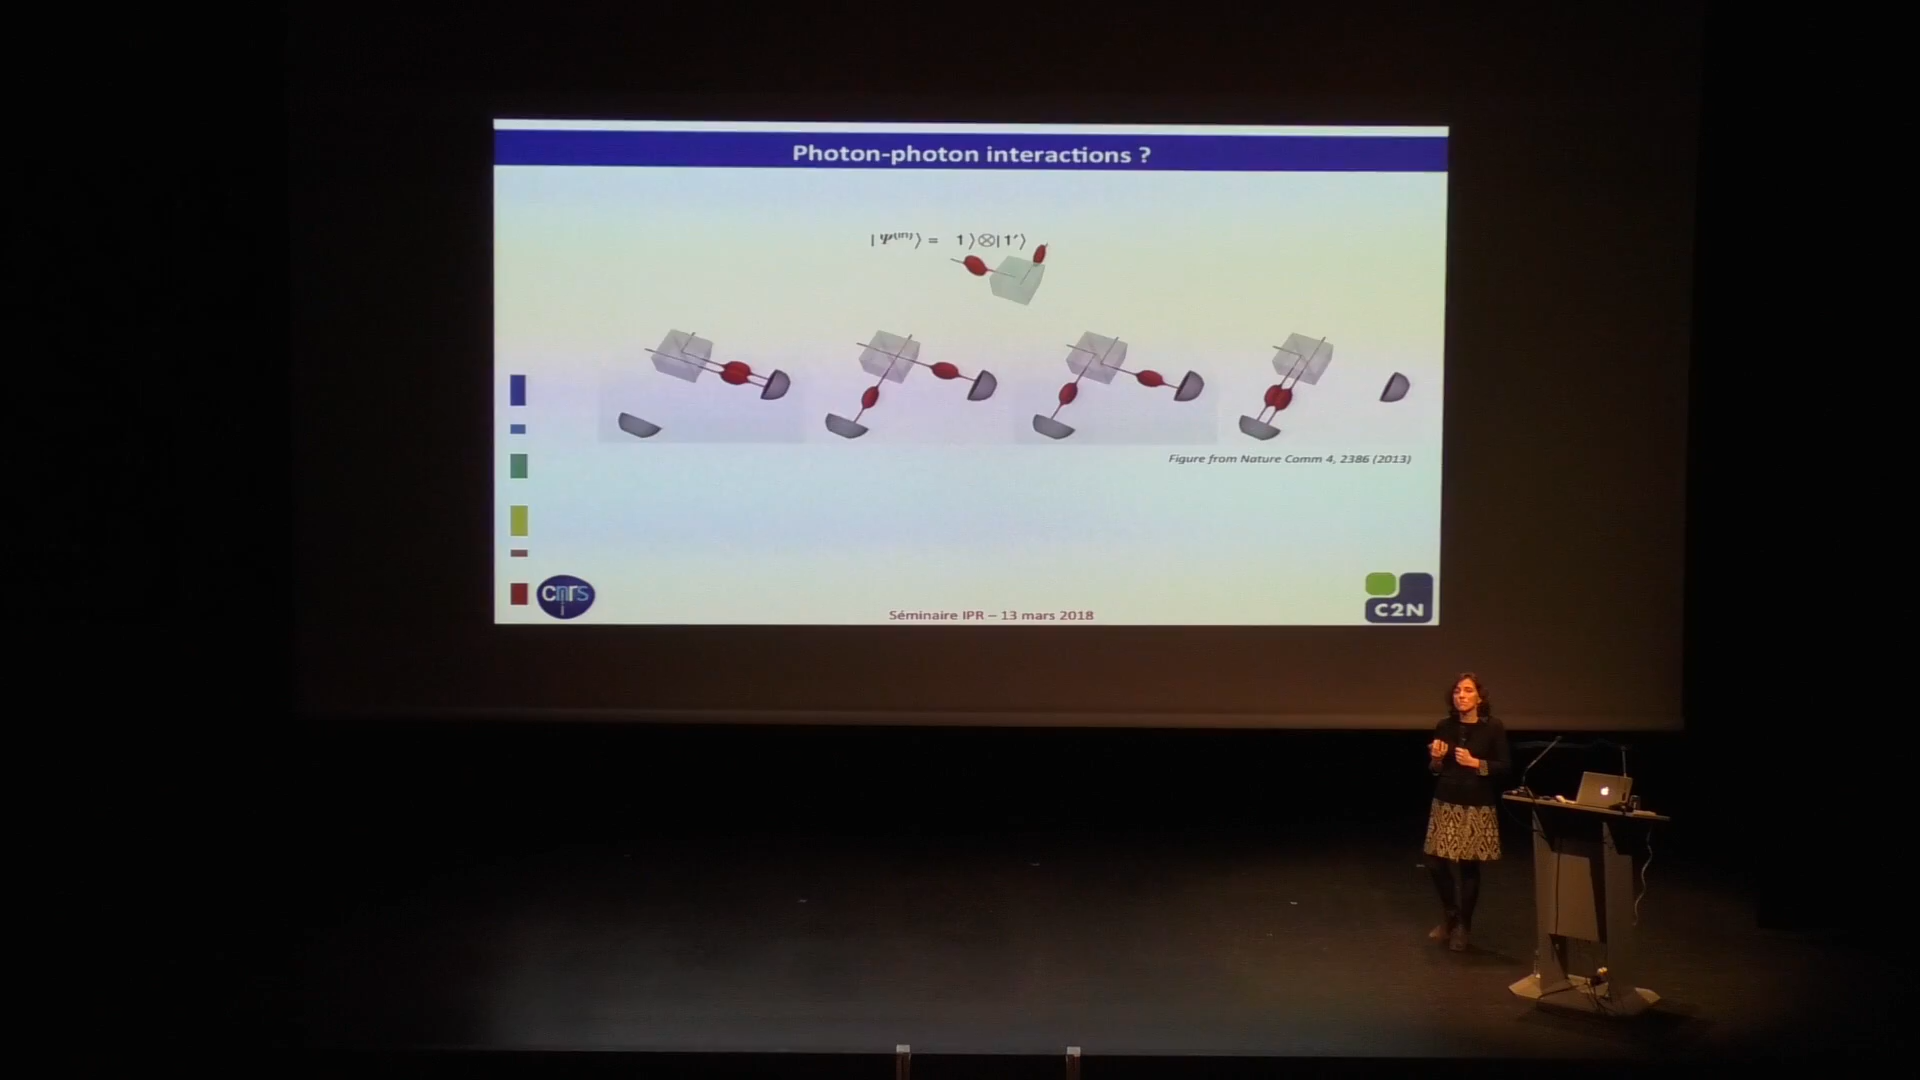 Photon-photon interactions ?
|Ψ⁽ⁱⁿ⁾⟩ = 1⟩⊗|1′⟩
Figure from Nature Comm 4, 2386 (2013)
cnrs
Séminaire IPR – 13 mars 2018
C2N